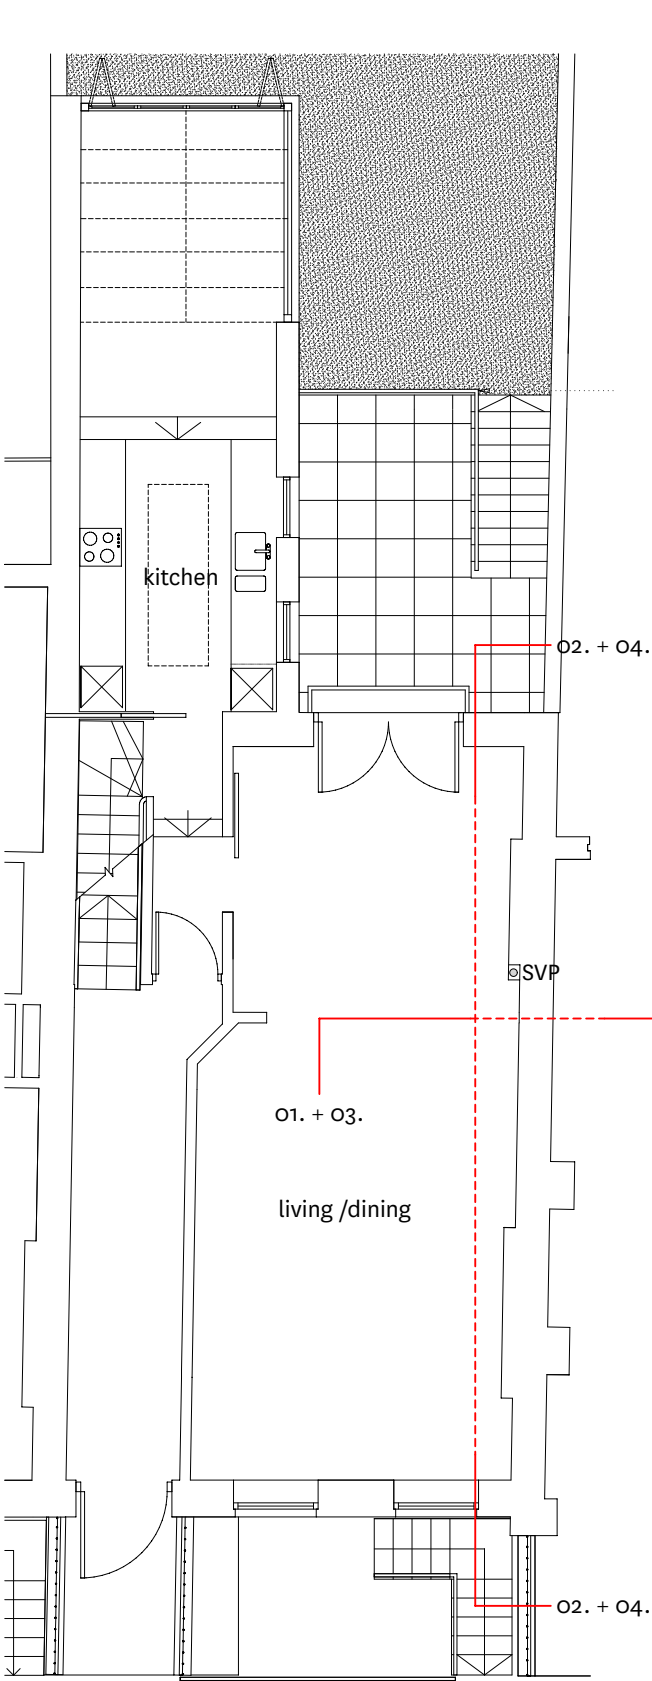 kitchen
02. + 04.
SVP
01. + 03.
living /dining
02. + 04.